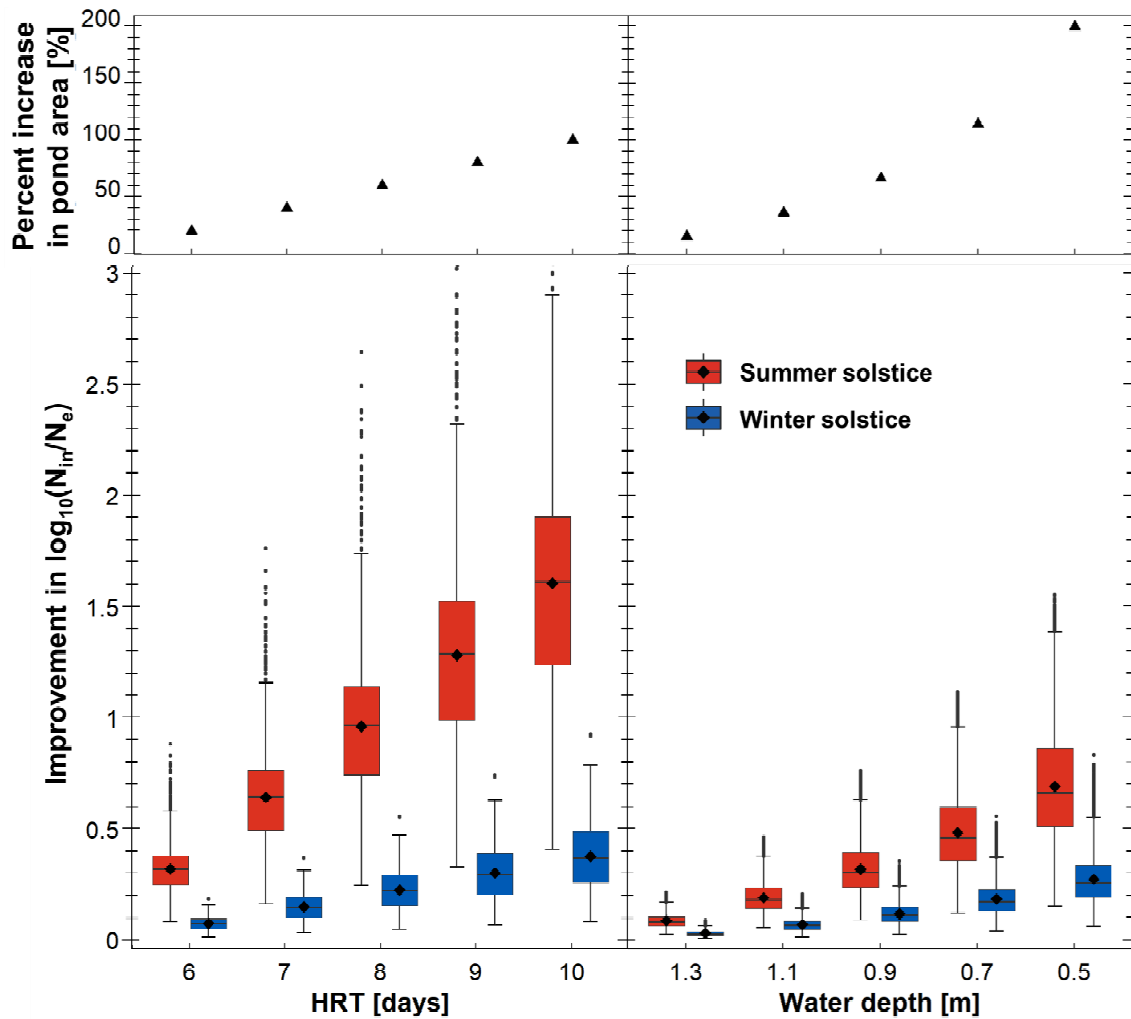 Percent increase
in pond area [%]
200
150
100
50
0
Improvement in log10(Nin/Ne)
3
2.5
2
1.5
1
0.5
0
Summer solstice
Winter solstice
6 7 8 9 10
1.3 1.1 0.9 0.7 0.5
HRT [days]
Water depth [m]